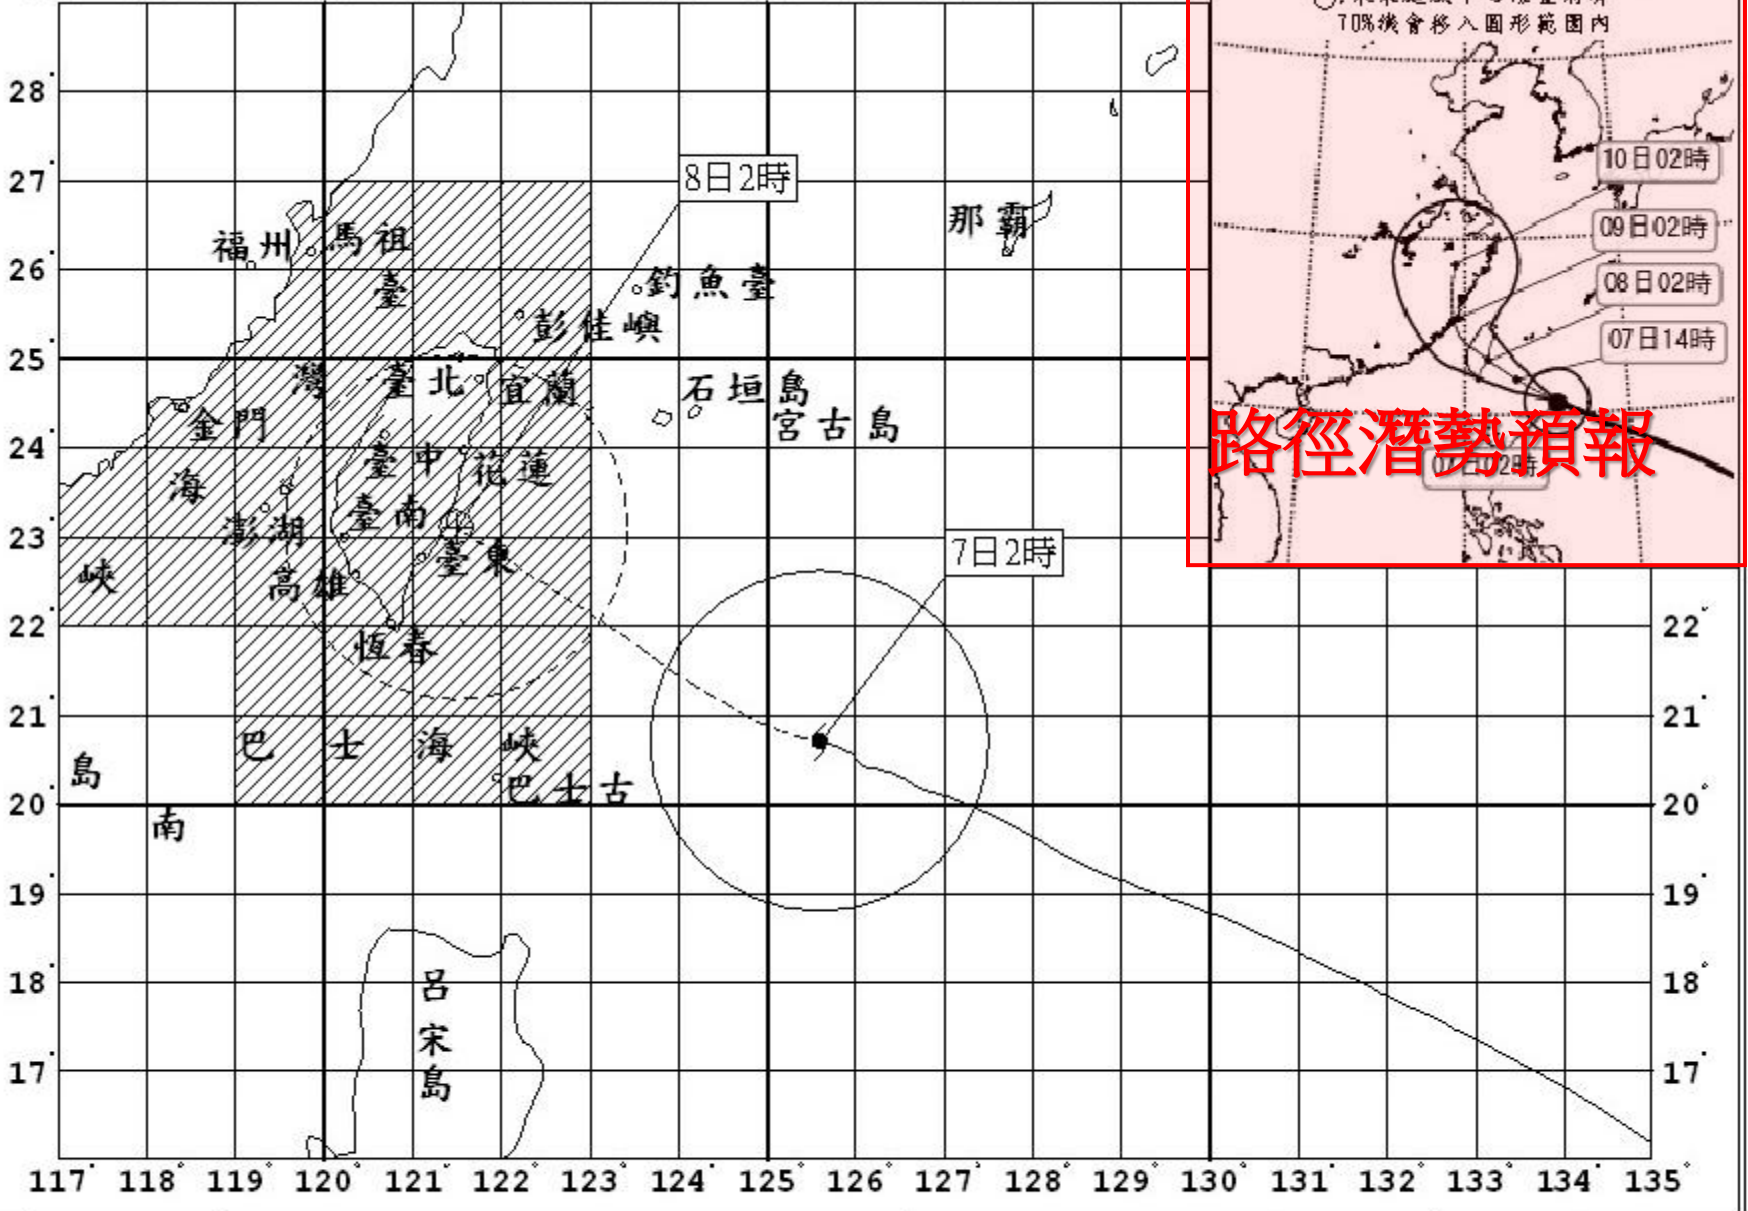 70%機會移入圓形範圍內
10日02時
09日02時
08日02時
07日14時
路徑潛勢預報
07日02時
28°
27°
26°
25°
24°
23°
22°
21°
20°
19°
18°
17°
8日2時
那霸
福州
馬祖
臺
釣魚臺
彭佳嶼
灣
臺北
宜蘭
石垣島
宮古島
金門
臺中
花蓮
海
澎湖
臺南
臺東
7日2時
峽
高雄
恆春
巴士海峽
巴士古
島
南
呂
宋
島
22°
21°
20°
19°
18°
17°
117° 118° 119° 120° 121° 122° 123° 124° 125° 126° 127° 128° 129° 130° 131° 132° 133° 134° 135°